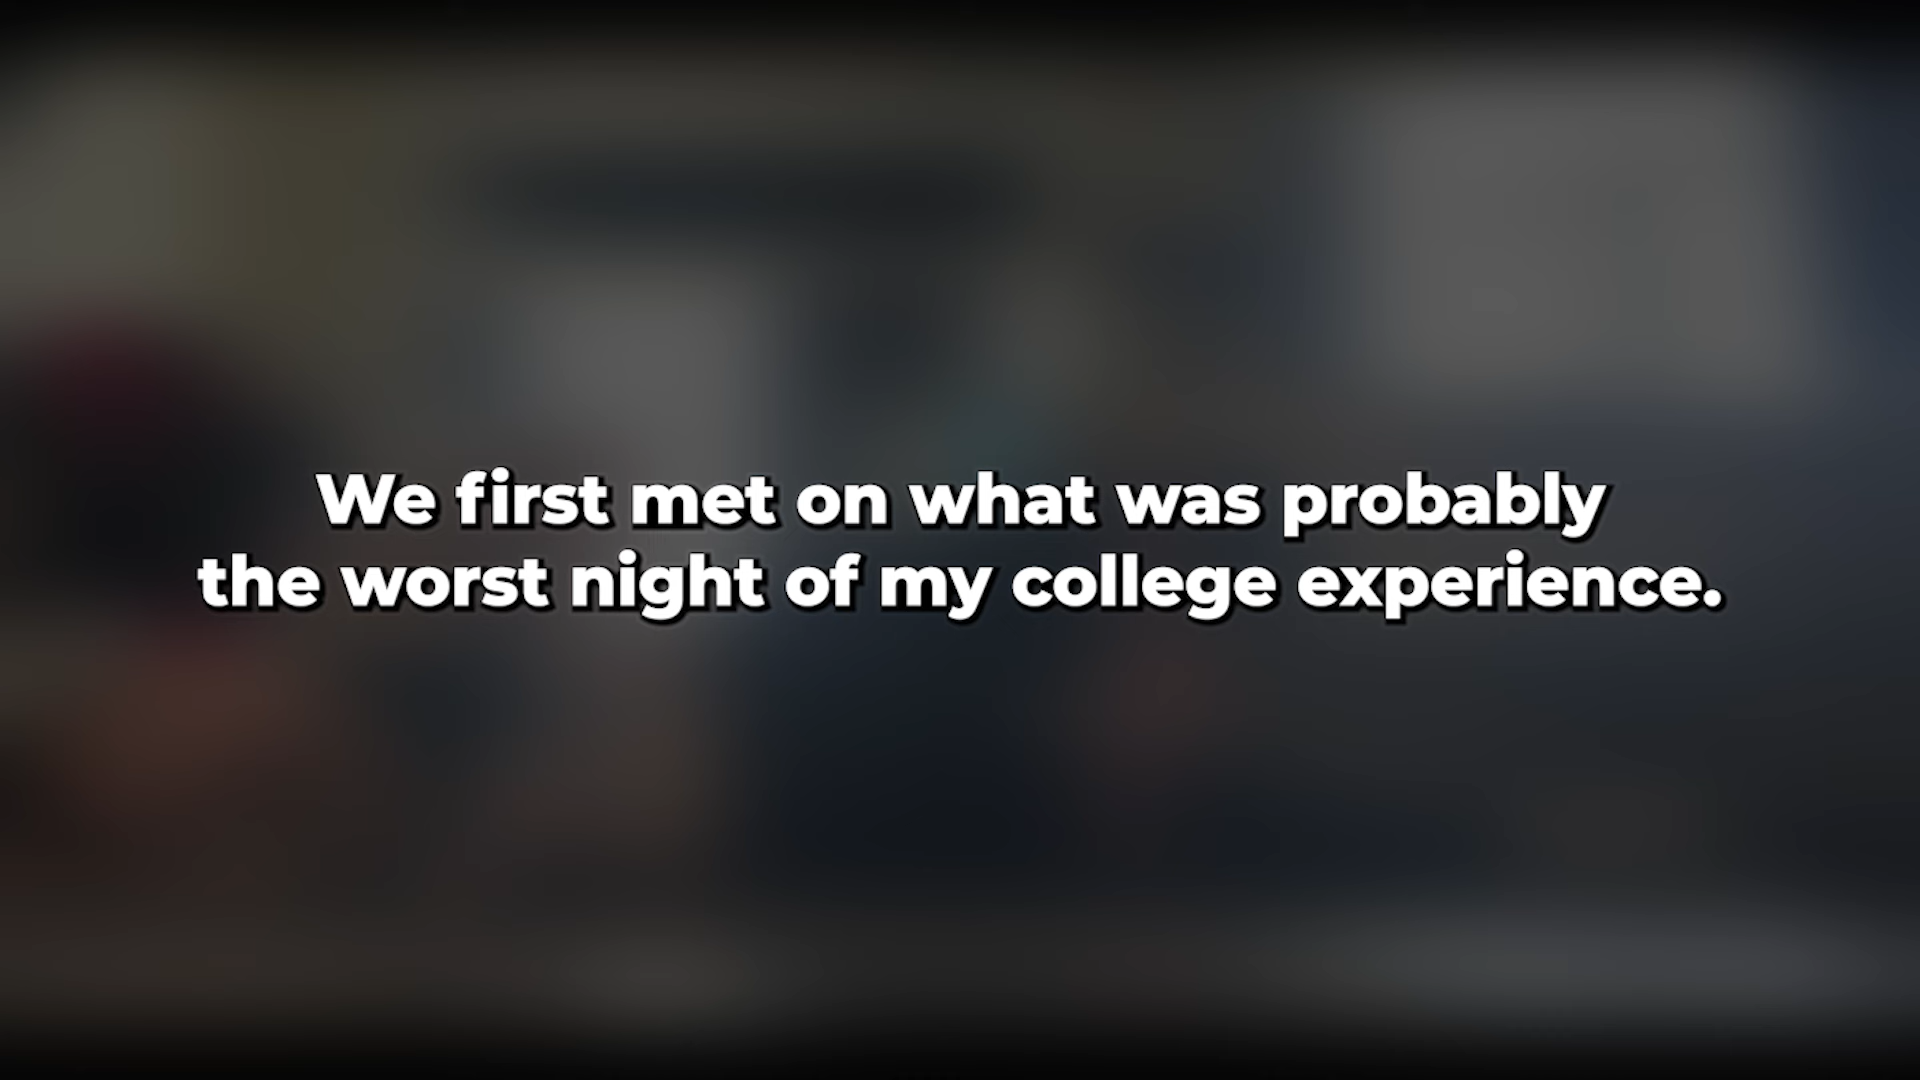 We first met on what was probably
the worst night of my college experience.